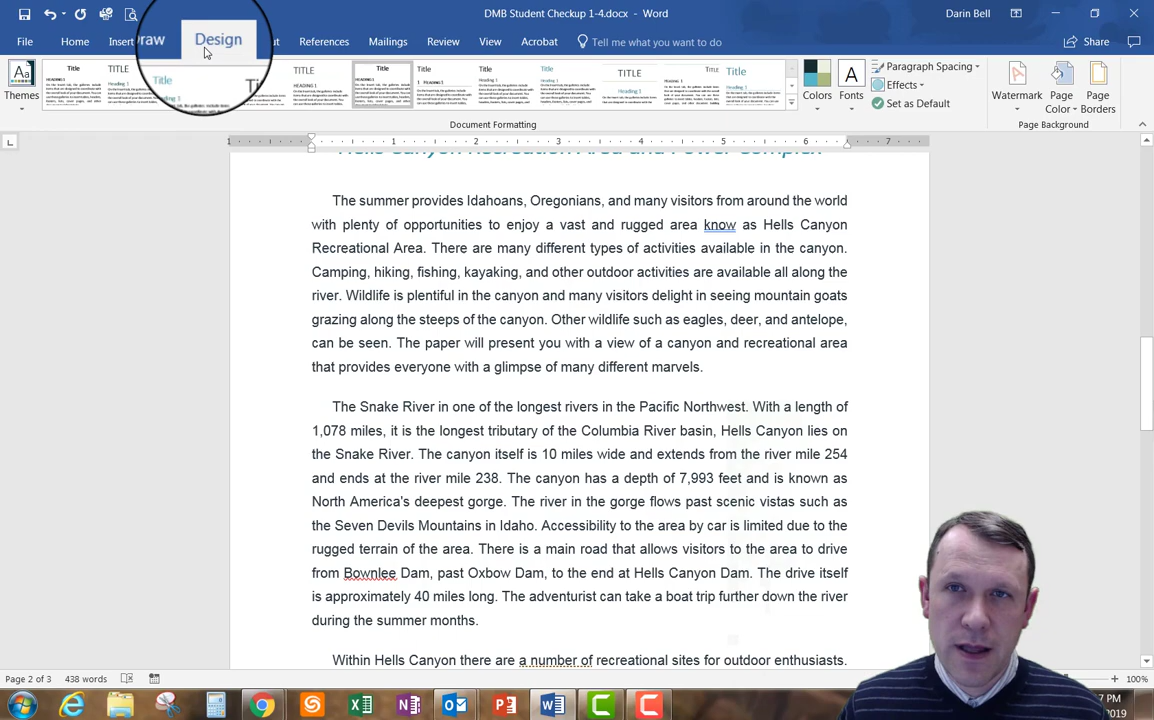 DMB Student Checkup 1-4.docx - Word
Darin Bell
File
Home
Insert
raw
Design
ut
References
Mailings
Review
View
Acrobat
Tell me what you want to do
Share
Themes
Title
Colors
Fonts
Paragraph Spacing
Effects
Set as Default
Watermark
Page
Color
Page
Borders
Document Formatting
Page Background
1 1 2 3 4 5 6 7
Hells Canyon Recreation Area and Power Complex
The summer provides Idahoans, Oregonians, and many visitors from around the world
with plenty of opportunities to enjoy a vast and rugged area know as Hells Canyon
Recreational Area. There are many different types of activities available in the canyon.
Camping, hiking, fishing, kayaking, and other outdoor activities are available all along the
river. Wildlife is plentiful in the canyon and many visitors delight in seeing mountain goats
grazing along the steeps of the canyon. Other wildlife such as eagles, deer, and antelope,
can be seen. The paper will present you with a view of a canyon and recreational area
that provides everyone with a glimpse of many different marvels.
The Snake River in one of the longest rivers in the Pacific Northwest. With a length of
1,078 miles, it is the longest tributary of the Columbia River basin, Hells Canyon lies on
the Snake River. The canyon itself is 10 miles wide and extends from the river mile 254
and ends at the river mile 238. The canyon has a depth of 7,993 feet and is known as
North America's deepest gorge. The river in the gorge flows past scenic vistas such as
the Seven Devils Mountains in Idaho. Accessibility to the area by car is limited due to the
rugged terrain of the area. There is a main road that allows visitors to the area to drive
from Bownlee Dam, past Oxbow Dam, to the end at Hells Canyon Dam. The drive itself
is approximately 40 miles long. The adventurist can take a boat trip further down the river
during the summer months.
Within Hells Canyon there are a number of recreational sites for outdoor enthusiasts.
Page 2 of 3
438 words
100%
7 PM
2019